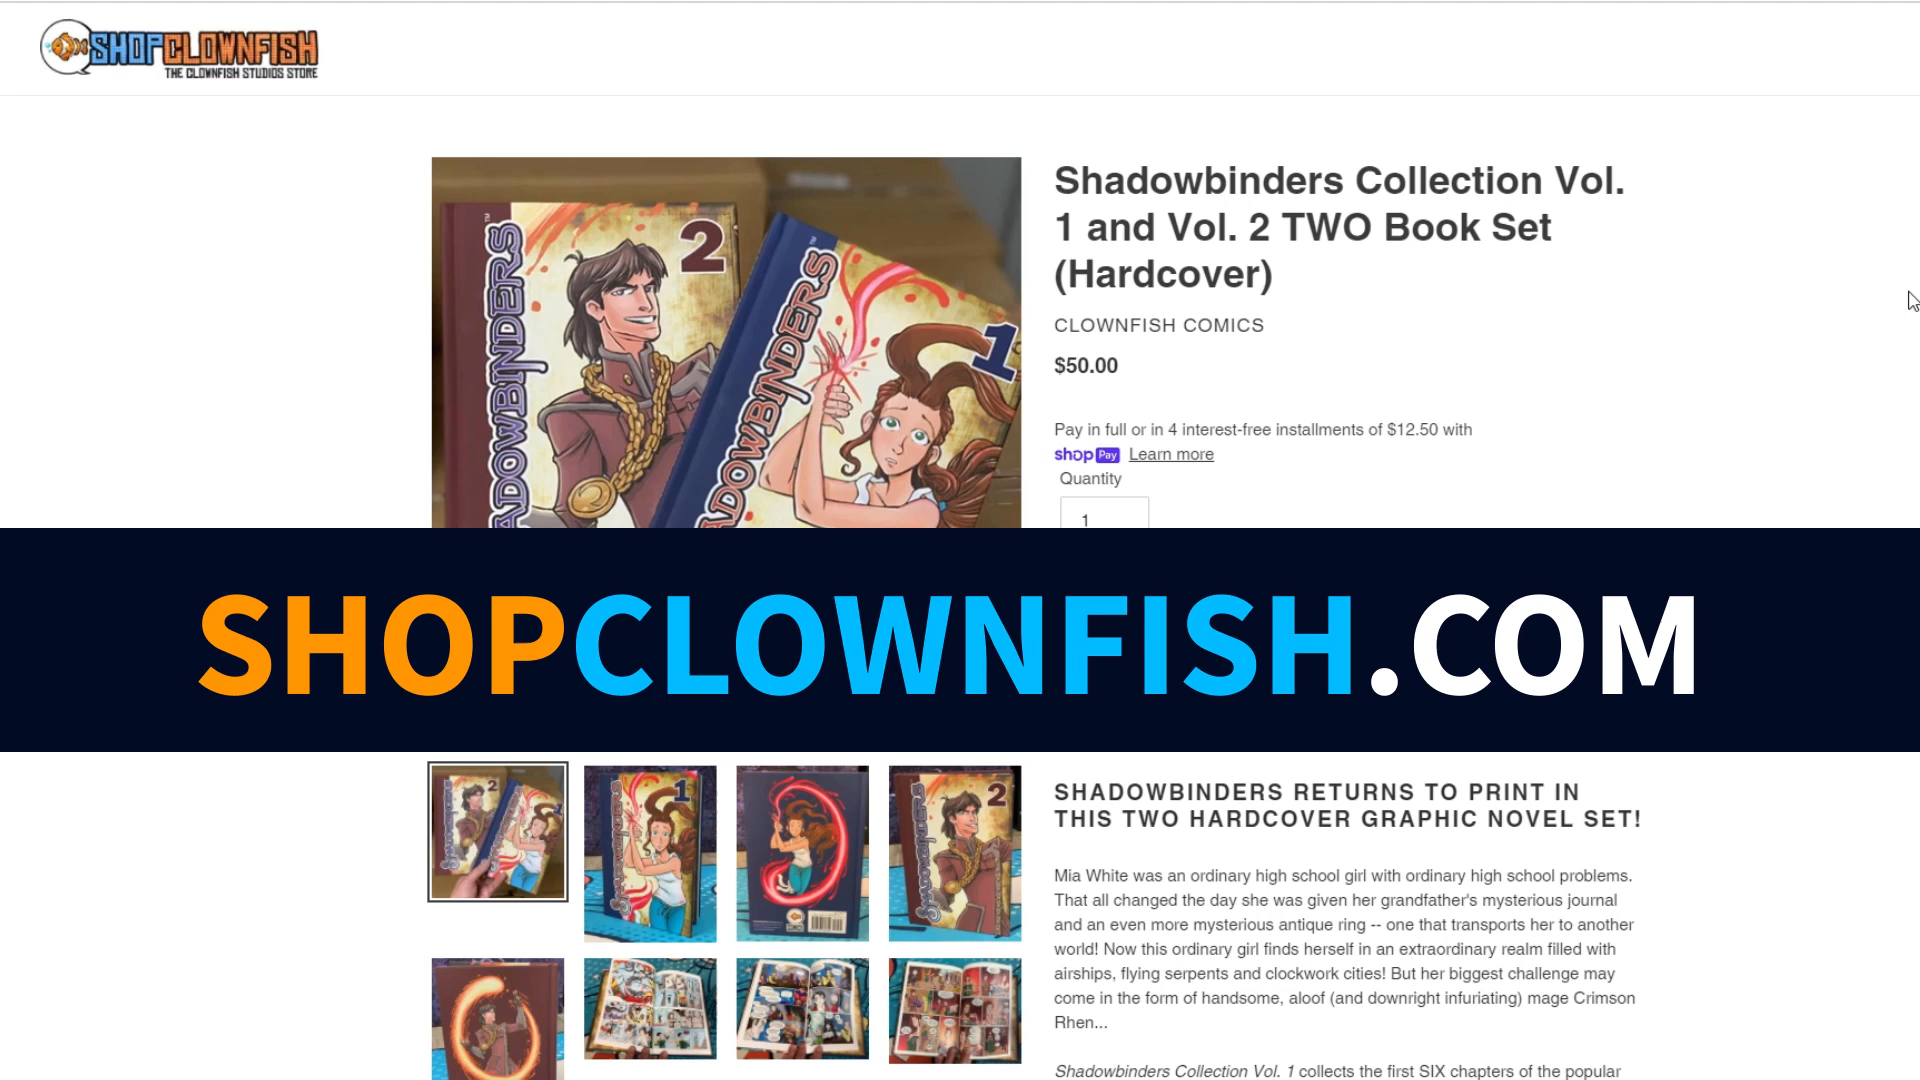 SHOPCLOWNFISH
THE CLOWNFISH STUDIOS STORE
Shadowbinders Collection Vol.
1 and Vol. 2 TWO Book Set
(Hardcover)
CLOWNFISH COMICS
$50.00
Pay in full or in 4 interest-free installments of $12.50 with
shop Pay Learn more
Quantity
1
2
ADOWBINDERS
™
1
ADOWBINDERS
™
SHOPCLOWNFISH.COM
2
1
2
SHADOWBINDERS RETURNS TO PRINT IN
THIS TWO HARDCOVER GRAPHIC NOVEL SET!
Mia White was an ordinary high school girl with ordinary high school problems.
That all changed the day she was given her grandfather's mysterious journal
and an even more mysterious antique ring -- one that transports her to another
world! Now this ordinary girl finds herself in an extraordinary realm filled with
airships, flying serpents and clockwork cities! But her biggest challenge may
come in the form of handsome, aloof (and downright infuriating) mage Crimson
Rhen...
Shadowbinders Collection Vol. 1 collects the first SIX chapters of the popular